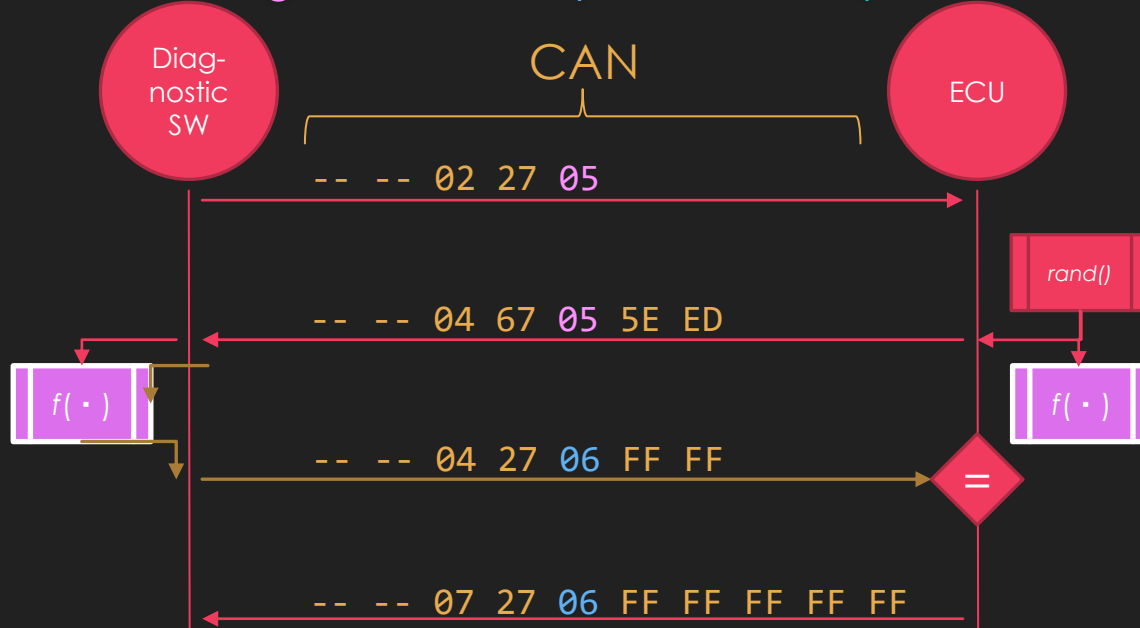 Diag-
nostic
SW
CAN
ECU
-- -- 02 27 05
rand()
-- -- 04 67 05 5E ED
f( · )
f( · )
-- -- 04 27 06 FF FF
=
-- -- 07 27 06 FF FF FF FF FF